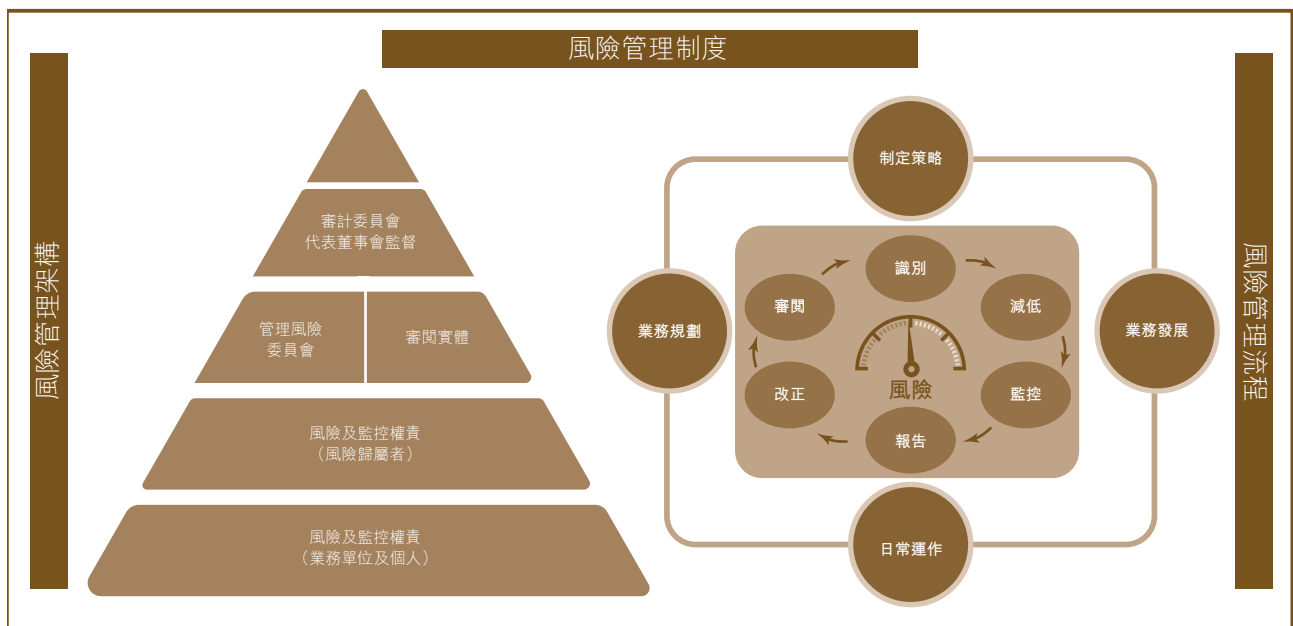 風險管理制度
風險管理架構
審計委員會
代表董事會監督
管理風險
委員會
審閱實體
風險及監控權責
（風險歸屬者）
風險及監控權責
（業務單位及個人）
制定策略
業務規劃
業務發展
日常運作
識別
減低
監控
報告
改正
審閱
風險
風險管理流程